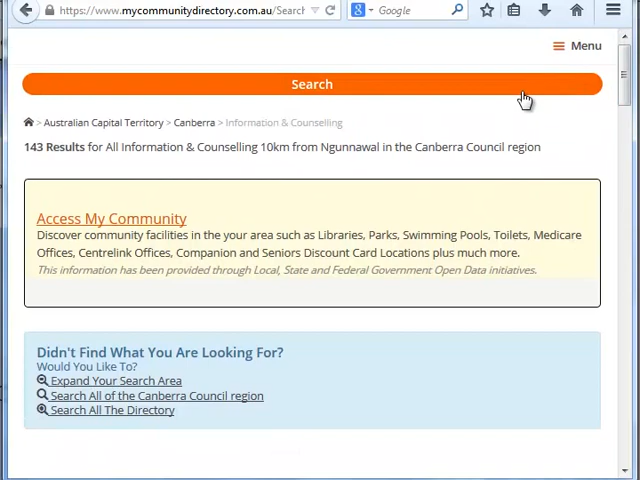 https://www.mycommunitydirectory.com.au/Search
Google
Menu
Search
> Australian Capital Territory > Canberra > Information & Counselling
143 Results for All Information & Counselling 10km from Ngunnawal in the Canberra Council region
Access My Community
Discover community facilities in the your area such as Libraries, Parks, Swimming Pools, Toilets, Medicare
Offices, Centrelink Offices, Companion and Seniors Discount Card Locations plus much more.
This information has been provided through Local, State and Federal Government Open Data initiatives.
Didn't Find What You Are Looking For?
Would You Like To?
Expand Your Search Area
Search All of the Canberra Council region
Search All The Directory